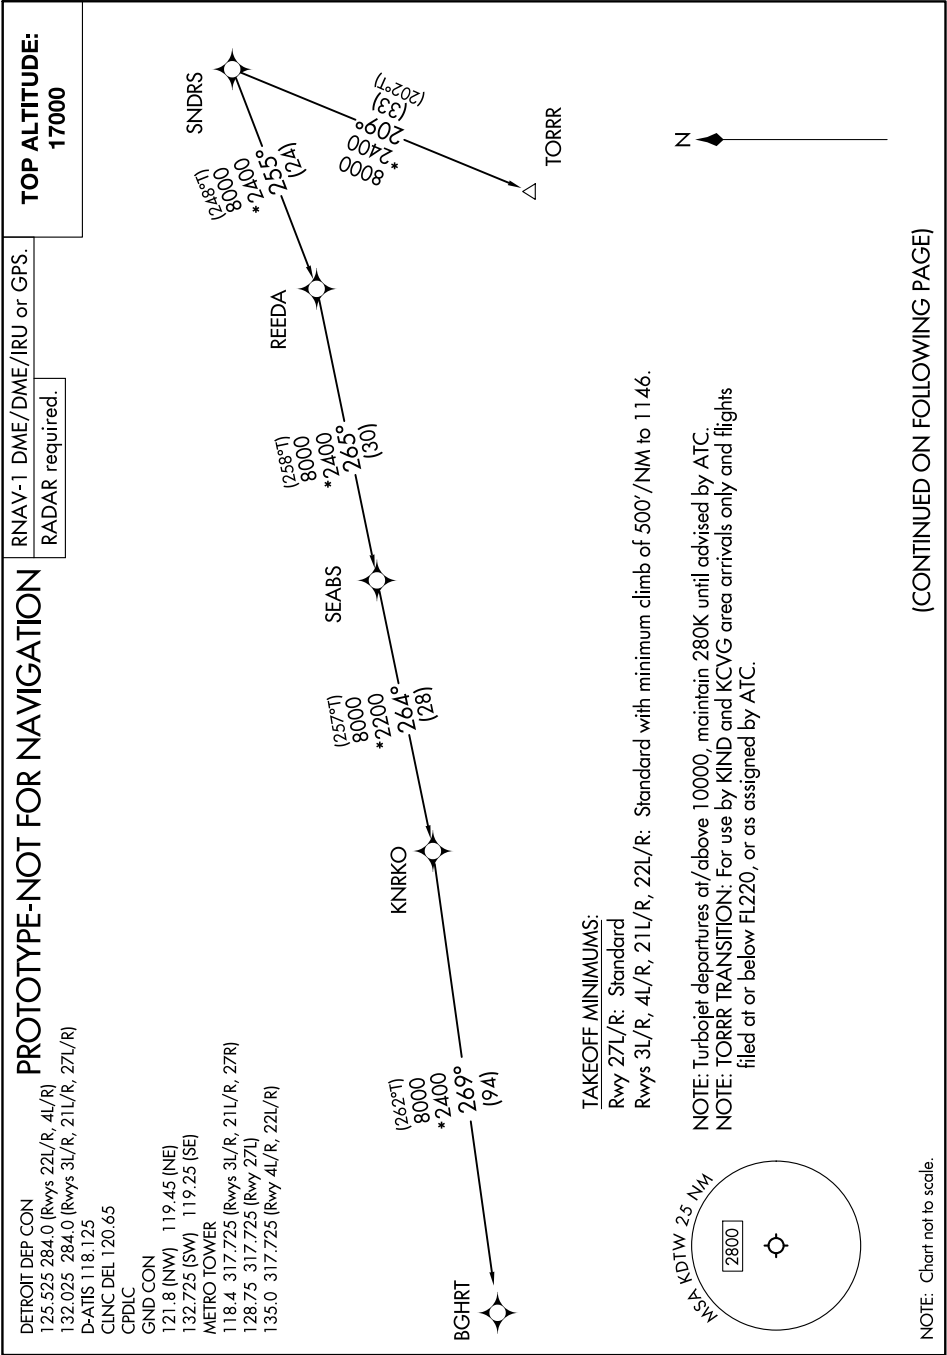 PROTOTYPE-NOT FOR NAVIGATION
RNAV-1 DME/DME/IRU or GPS.
RADAR required.
TOP ALTITUDE:
17000
DETROIT DEP CON
125.525 284.0 (Rwys 22L/R, 4L/R)
132.025 284.0 (Rwys 3L/R, 21L/R, 27L/R)
D-ATIS 118.125
CLNC DEL 120.65
CPDLC
GND CON
121.8 (NW) 119.45 (NE)
132.725 (SW) 119.25 (SE)
METRO TOWER
118.4 317.725 (Rwys 3L/R, 21L/R, 27R)
128.75 317.725 (Rwy 27L)
135.0 317.7725 (Rwy 4L/R, 22L/R)
SNDRS
(248°T)
8000
*2400
255°
(24)
8000
*2400
209°
(33)
(202°T)
TORRR
REEDA
(258°T)
8000
*2400
265°
(30)
SEABS
(257°T)
8000
*2200
264°
(28)
KNRKO
(262°T)
8000
*2400
269°
(94)
BGHRT
N
TAKEOFF MINIMUMS:
Rwy 27L/R: Standard
Rwys 3L/R, 4L/R, 21L/R, 22L/R: Standard with minimum climb of 500'/NM to 1146.
NOTE: Turbojet departures at/above 10000, maintain 280K until advised by ATC.
NOTE: TORRR TRANSITION: For use by KIND and KCVG area arrivals only and flights
filed at or below FL220, or as assigned by ATC.
MSA KDTW 25 NM
2800
NOTE: Chart not to scale.
(CONTINUED ON FOLLOWING PAGE)